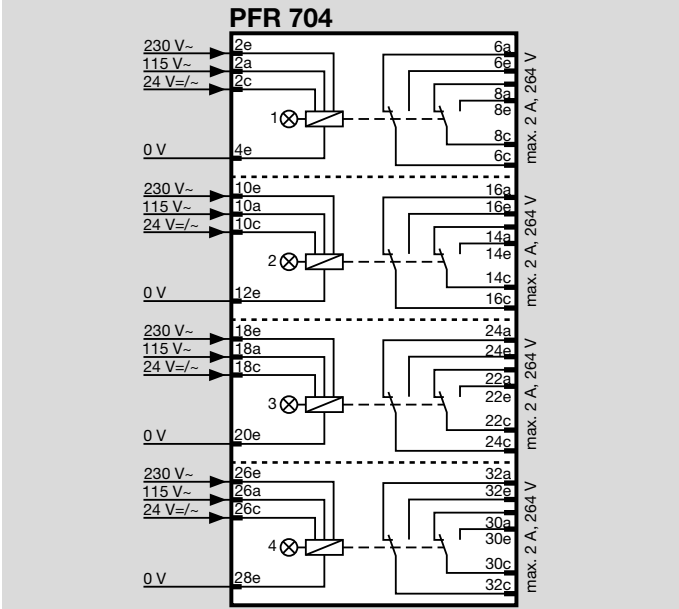 PFR 704
230 V~ 2e 6a
115 V~ 2a 6e
24 V=/~ 2c 8a
1 8e
0 V 4e 8c
6c
max. 2 A, 264 V
230 V~ 10e 16a
115 V~ 10a 16e
24 V=/~ 10c 14a
2 14e
0 V 12e 14c
16c
max. 2 A, 264 V
230 V~ 18e 24a
115 V~ 18a 24e
24 V=/~ 18c 22a
3 22e
0 V 20e 22c
24c
max. 2 A, 264 V
230 V~ 26e 32a
115 V~ 26a 32e
24 V=/~ 26c 30a
4 30e
0 V 28e 30c
32c
max. 2 A, 264 V